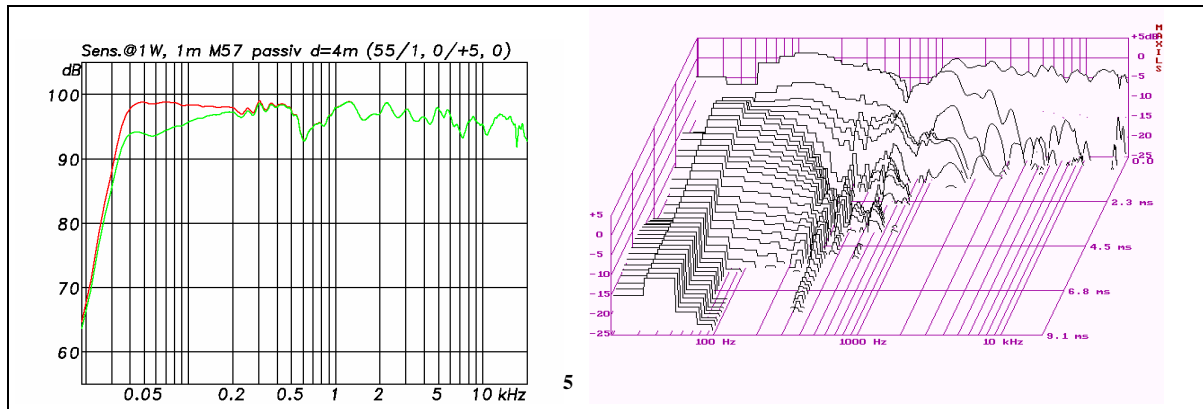 Sens.@1W, 1m M57 passiv d=4m (55/1, 0/+5, 0)
dB
100
90
80
70
60
0.05 0.1 0.2 0.5 1 2 5 10 kHz
5
+5dB
0
-5
-10
-15
-20
-25
0.0
MAXILS
2.3 ms
4.5 ms
6.8 ms
9.1 ms
+5
0
-5
-10
-15
-20
-25
100 Hz 1000 Hz 10 kHz